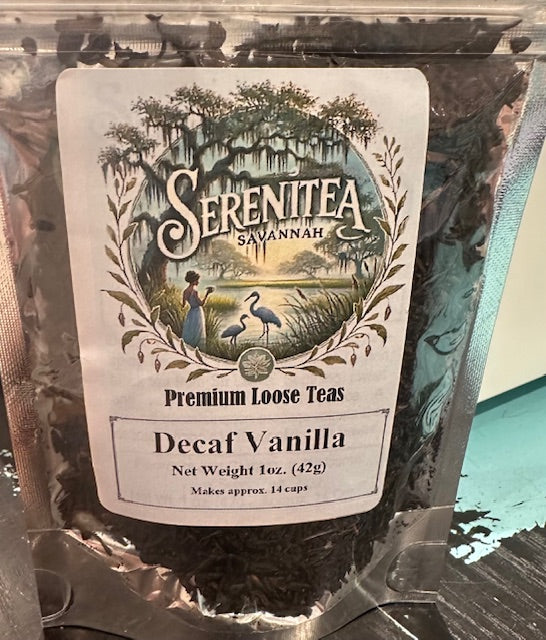 SERENITEA
SAVANNAH
Premium Loose Teas
Decaf Vanilla
Net Weight 1oz. (42g)
Makes approx. 14 cups